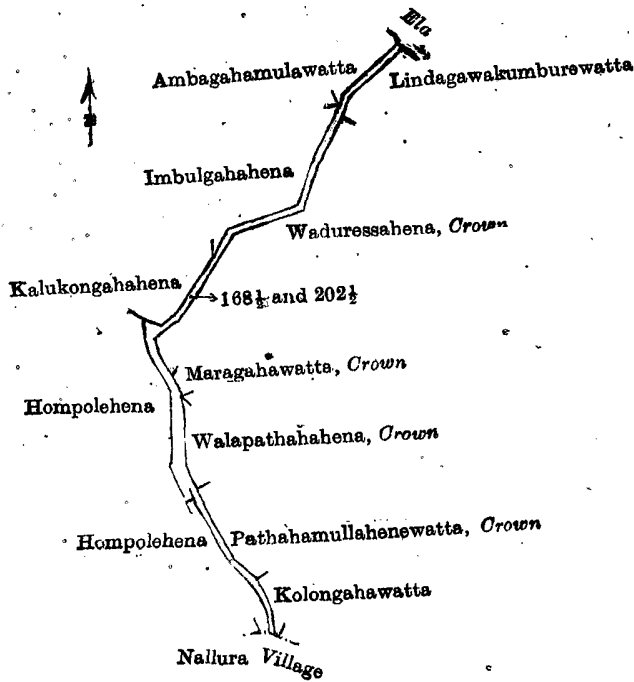 Ela
Ambagahamulawatta
Lindagawakumburewatta
Imbulgahahena
Waduressahena, Crown
Kalukongahahena
168½ and 202½
Maragahawatta, Crown
Hompolehena
Walapathahahena, Crown
Hompolehena
Pathahamullahenewatta, Crown
Kolongahawatta
Nallura Village